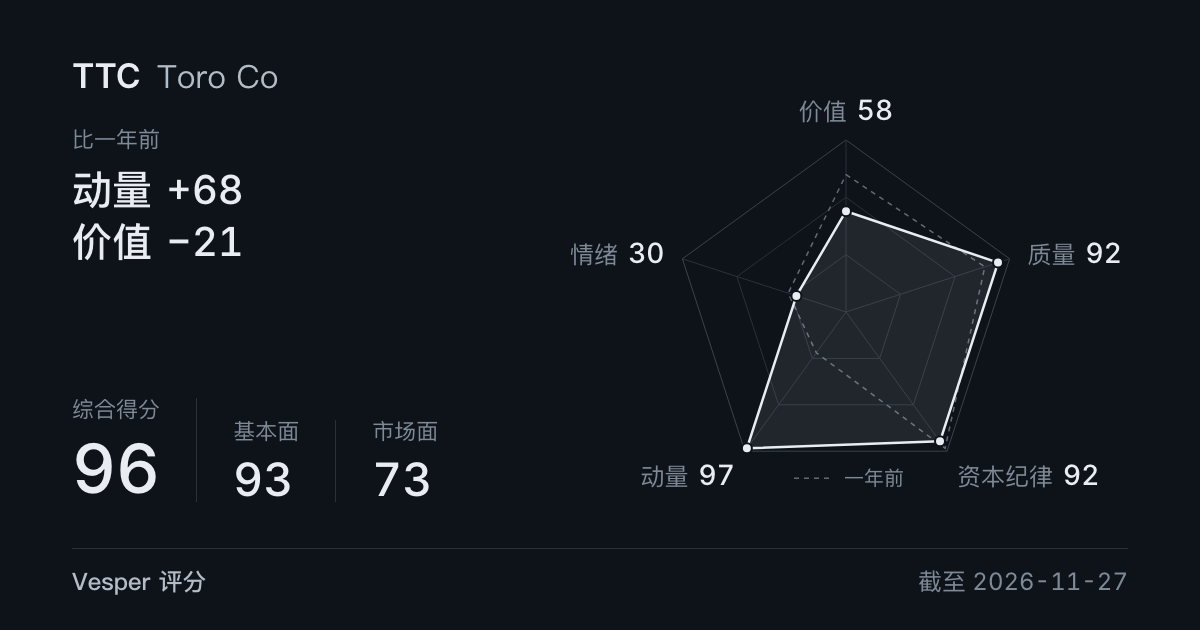 TTC Toro Co
比一年前
动量 +68
价值 −21
综合得分
96
基本面
93
市场面
73
价值 58
情绪 30
质量 92
动量 97
一年前
资本纪律 92
Vesper 评分
截至 2026-11-27